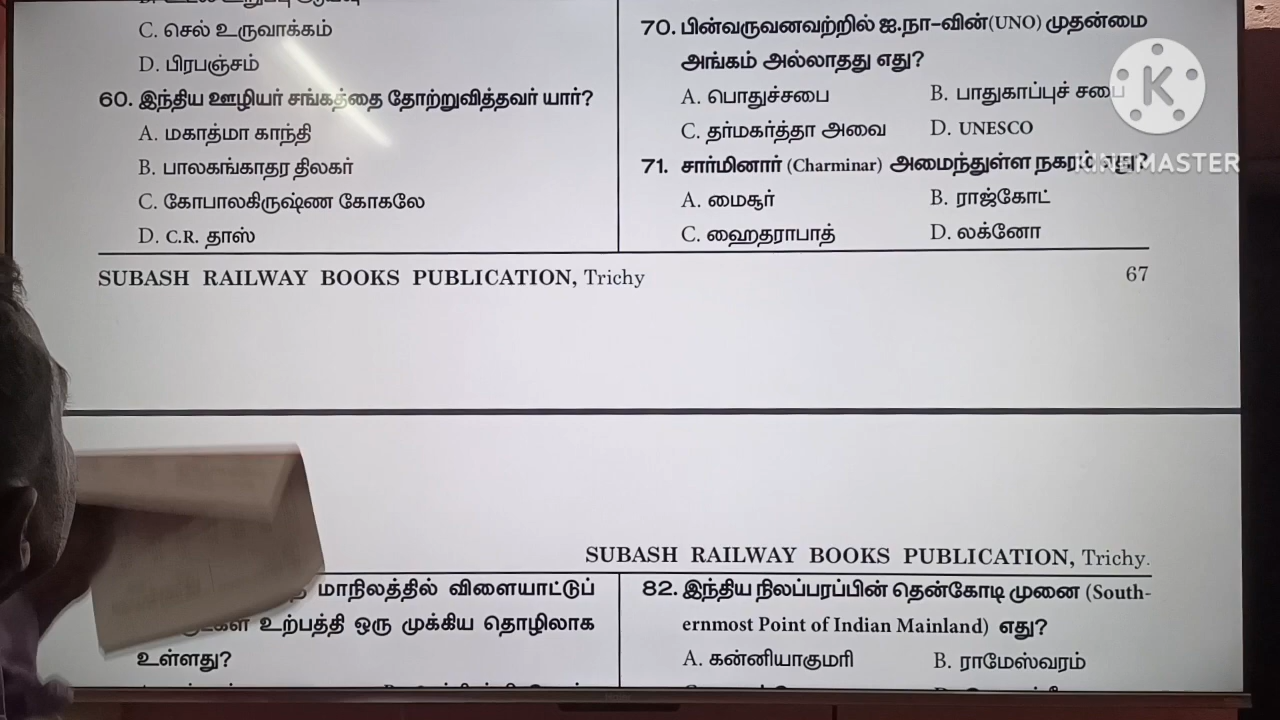 C. செல் உருவாக்கம்
D. பிரபஞ்சம்
60. இந்திய ஊழியர் சங்கத்தை தோற்றுவித்தவர் யார்?
A. மகாத்மா காந்தி
B. பாலகங்காதர திலகர்
C. கோபாலகிருஷ்ண கோகலே
D. C.R. தாஸ்
70. பின்வருவனவற்றில் ஐ.நா-வின்(UNO) முதன்மை
அங்கம் அல்லாதது எது?
A. பொதுச்சபை B. பாதுகாப்புச் சபை
C. தர்மகர்த்தா அவை D. UNESCO
71. சார்மினார் (Charminar) அமைந்துள்ள நகரம் எது?
A. மைசூர் B. ராஜ்கோட்
C. ஹைதராபாத் D. லக்னோ
K
KINEMASTER
SUBASH RAILWAY BOOKS PUBLICATION, Trichy 67
SUBASH RAILWAY BOOKS PUBLICATION, Trichy.
மாநிலத்தில் விளையாட்டுப்
உற்பத்தி ஒரு முக்கிய தொழிலாக
உள்ளது?
82. இந்திய நிலப்பரப்பின் தென்கோடி முனை (South-
ernmost Point of Indian Mainland) எது?
A. கன்னியாகுமரி B. ராமேஸ்வரம்